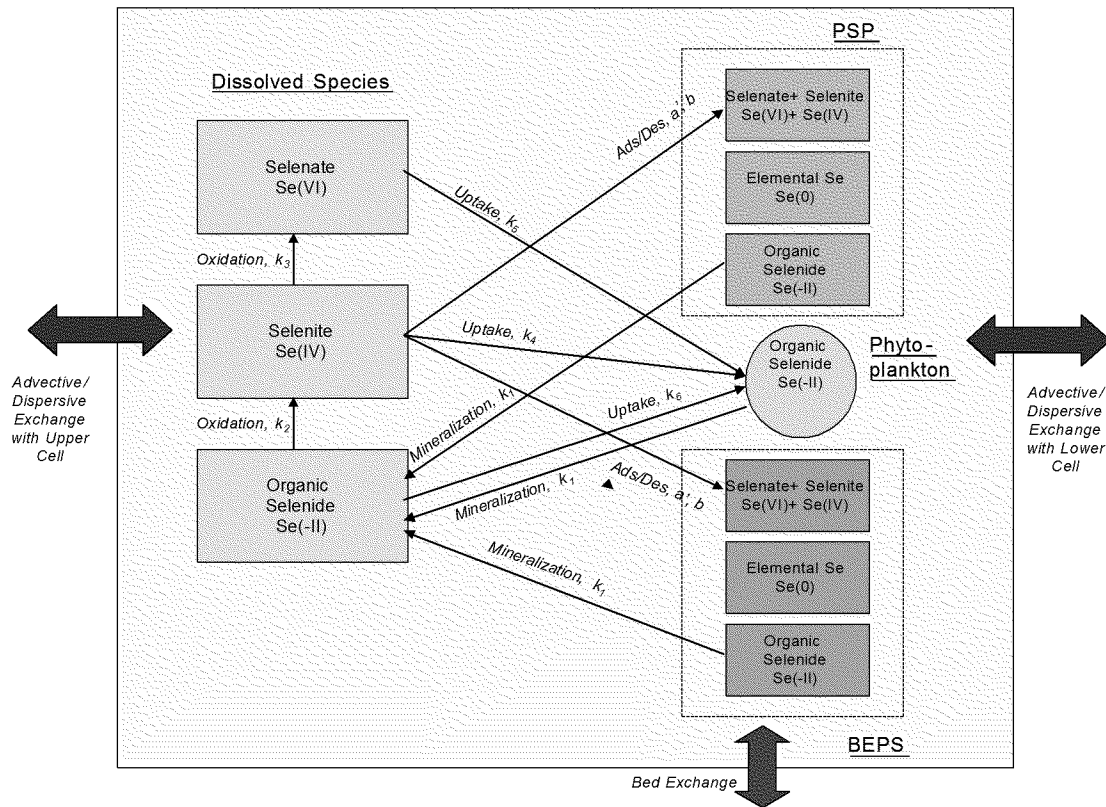 PSP
Dissolved Species
Selenate
Se(VI)
Oxidation, k3
Selenite
Se(IV)
Oxidation, k2
Organic
Selenide
Se(-II)
Advective/
Dispersive
Exchange
with Upper
Cell
Ads/Des, a', b
Uptake, k5
Uptake, k4
Mineralization, k1
Uptake, k6
Mineralization, k1
Ads/Des, a', b
Mineralization, k1
Selenate+ Selenite
Se(VI)+ Se(IV)
Elemental Se
Se(0)
Organic
Selenide
Se(-II)
Organic
Selenide
Se(-II)
Phyto-
plankton
Selenate+ Selenite
Se(VI)+ Se(IV)
Elemental Se
Se(0)
Organic
Selenide
Se(-II)
BEPS
Advective/
Dispersive
Exchange
with Lower
Cell
Bed Exchange